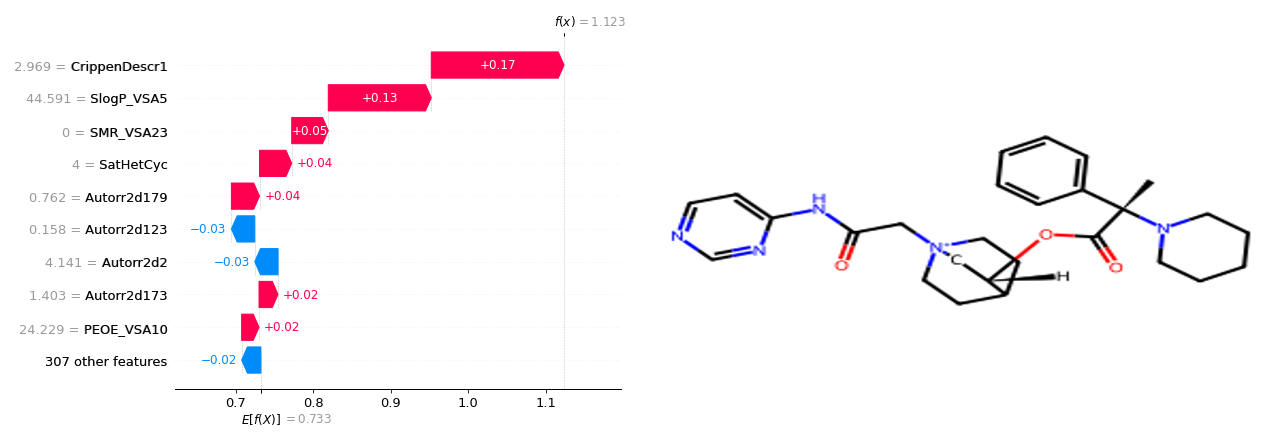 f(x) = 1.123
2.969 = CrippenDescr1
+0.17
44.591 = SlogP_VSA5
+0.13
0 = SMR_VSA23
+0.05
4 = SatHetCyc
+0.04
0.762 = Autorr2d179
+0.04
0.158 = Autorr2d123
−0.03
4.141 = Autorr2d2
−0.03
1.403 = Autorr2d173
+0.02
24.229 = PEOE_VSA10
+0.02
307 other features
−0.02
0.7 0.8 0.9 1.0 1.1
E[f(X)] = 0.733
H
N
N
N
O
N+
C
O
H
O
N